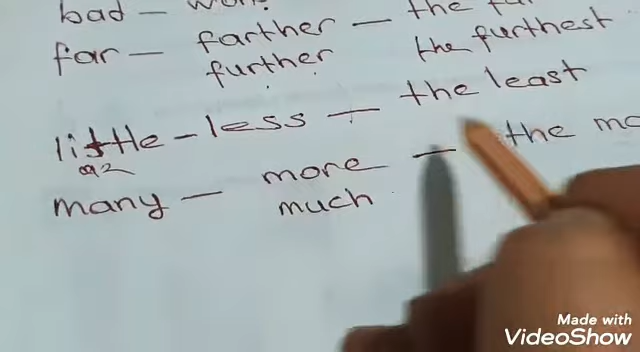 bad —
far — farther — the
further the furthest
little - less — the least
many — more — the
much
Made with
VideoShow